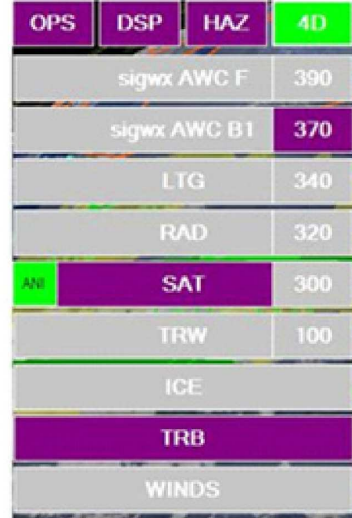 OPS DSP HAZ 4D
sigwx AWC F 390
sigwx AWC B1 370
LTG 340
RAD 320
ANI SAT 300
TRW 100
ICE
TRB
WINDS